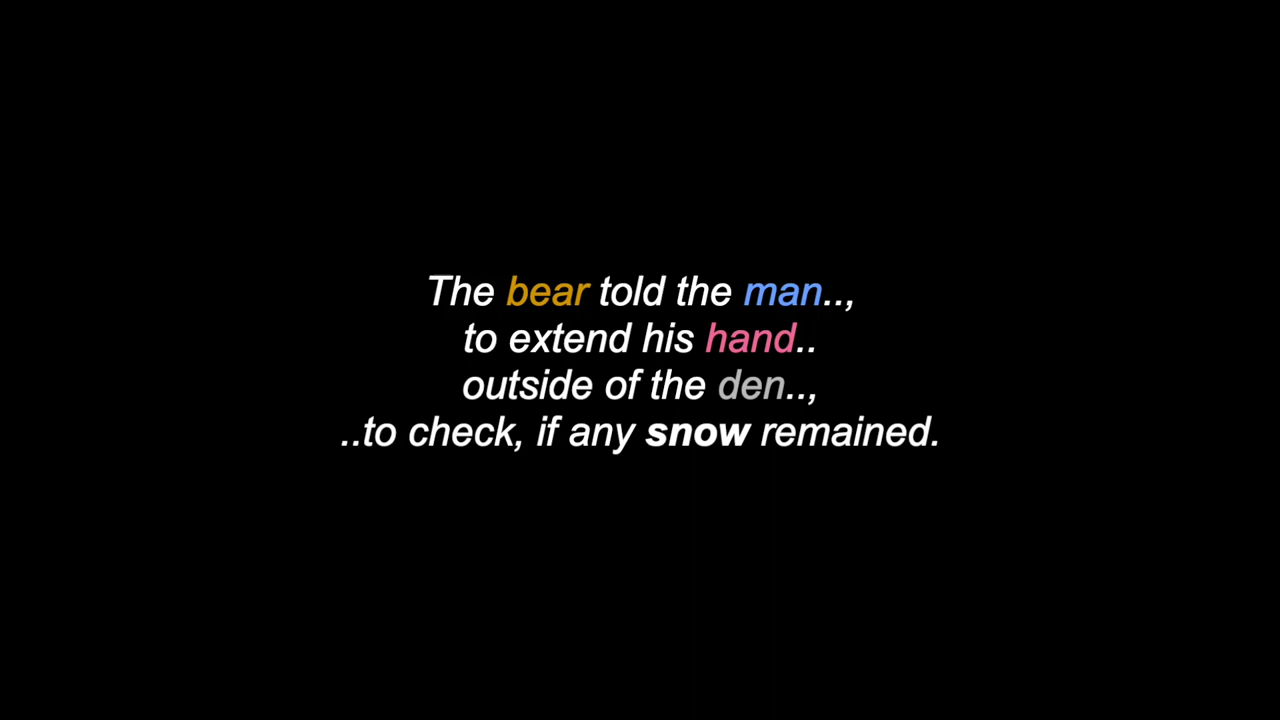 The bear told the man..,
to extend his hand..
outside of the den..,
..to check, if any snow remained.